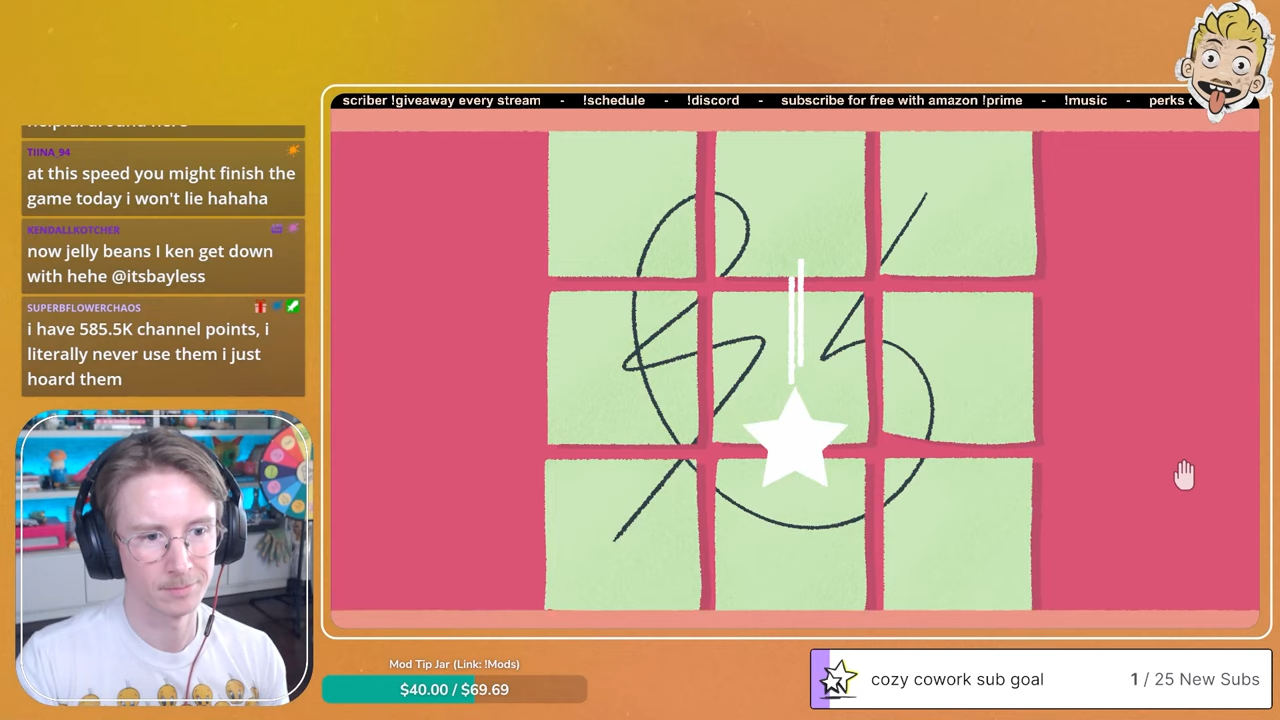 scriber !giveaway every stream - !schedule - !discord - subscribe for free with amazon !prime - !music - perks
TIINA_94
at this speed you might finish the
game today i won't lie hahaha
KENDALLKOTCHER
now jelly beans I ken get down
with hehe @itsbayless
SUPERBFLOWERCHAOS
i have 585.5K channel points, i
literally never use them i just
hoard them
Mod Tip Jar (Link: !Mods)
$40.00 / $69.69
cozy cowork sub goal 1 / 25 New Subs